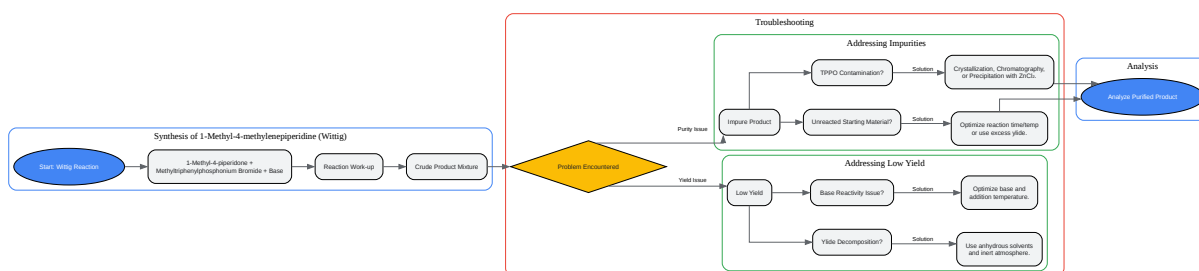 Troubleshooting
Addressing Impurities
TPPO Contamination?
Solution
Crystallization, Chromatography,
or Precipitation with ZnCl₂.
Analysis
Analyze Purified Product
Impure Product
Unreacted Starting Material?
Solution
Optimize reaction time/temp
or use excess ylide.
Synthesis of 1-Methyl-4-methylenepiperidine (Wittig)
Start: Wittig Reaction
1-Methyl-4-piperidone +
Methyltriphenylphosphonium Bromide + Base
Reaction Work-up
Crude Product Mixture
Problem Encountered
Purity Issue
Yield Issue
Addressing Low Yield
Low Yield
Base Reactivity Issue?
Solution
Optimize base and
addition temperature.
Ylide Decomposition?
Solution
Use anhydrous solvents
and inert atmosphere.